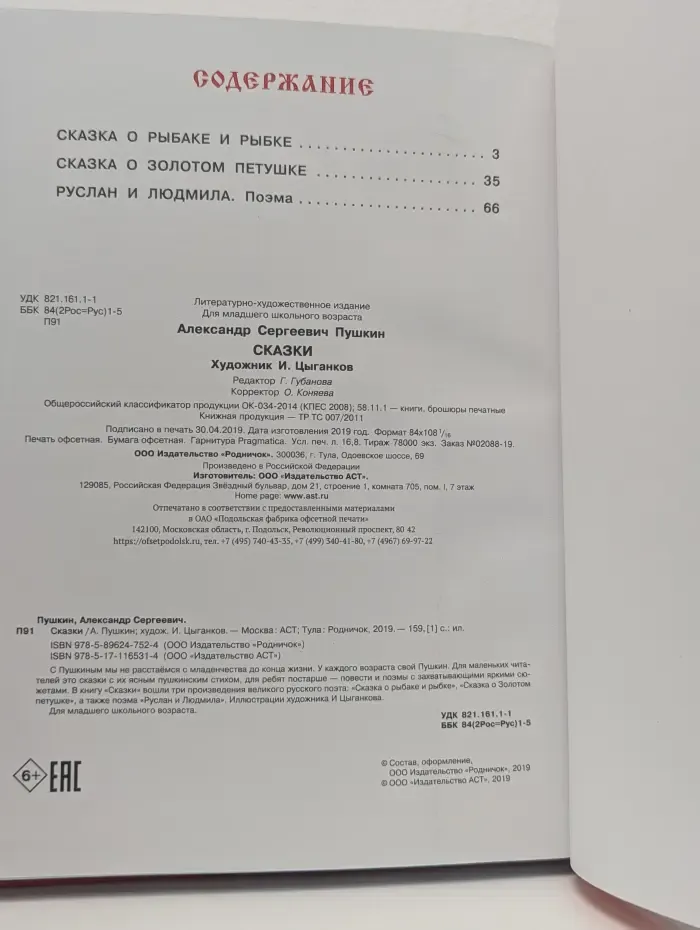 СОДЕРЖАНИЕ
СКАЗКА О РЫБАКЕ И РЫБКЕ . . . . . . . . . . . . . . . . . . . . . . 3
СКАЗКА О ЗОЛОТОМ ПЕТУШКЕ . . . . . . . . . . . . . . . . . . . 35
РУСЛАН И ЛЮДМИЛА. Поэма . . . . . . . . . . . . . . . . . . . . . 66
УДК 821.161.1-1
ББК 84(2Рос=Рус)1-5
П91
Литературно-художественное издание
Для младшего школьного возраста
Александр Сергеевич Пушкин
СКАЗКИ
Художник И. Цыганков
Редактор Г. Губанова
Корректор О. Коняева
Общероссийский классификатор продукции ОК-034-2014 (КПЕС 2008); 58.11.1 — книги, брошюры печатные
Книжная продукция — ТР ТС 007/2011
Подписано в печать 30.04.2019. Дата изготовления 2019 год. Формат 84х108 1/16
Печать офсетная. Бумага офсетная. Гарнитура Pragmatica. Усл. печ. л. 16,8. Тираж 78000 экз. Заказ №02088-19.
ООО Издательство «Родничок». 300036, г. Тула, Одоевское шоссе, 69
Произведено в Российской Федерации
Изготовитель: ООО «Издательство АСТ».
129085, Российская Федерация Звёздный бульвар, дом 21, строение 1, комната 705, пом. I, 7 этаж
Home page: www.ast.ru
Отпечатано в соответствии с предоставленными материалами
в ОАО «Подольская фабрика офсетной печати»
142100, Московская область, г. Подольск, Революционный проспект, 80 42
https://ofsetpodolsk.ru, тел. +7 (495) 740-43-35, +7 (499) 340-41-80, +7 (4967) 69-97-22
Пушкин, Александр Сергеевич.
П91 Сказки / А. Пушкин; худож. И. Цыганков. — Москва : АСТ; Тула : Родничок, 2019. — 159, [1] с.: ил.
ISBN 978-5-89624-752-4 (ООО Издательство «Родничок»)
ISBN 978-5-17-116531-4 (ООО Издательство АСТ»)
С Пушкиным мы не расстаёмся с младенчества до конца жизни. У каждого возраста свой Пушкин. Для маленьких чита-
телей это сказки с их ясным пушкинским стихом, для ребят постарше — повести и поэмы с захватывающими яркими сю-
жетами. В книгу «Сказки» вошли три произведения великого русского поэта: «Сказка о рыбаке и рыбке», «Сказка о Золотом
петушке», а также поэма «Руслан и Людмила». Иллюстрации художника И Цыганкова.
Для младшего школьного возраста.
УДК 821.161.1-1
ББК 84(2Рос=Рус)1-5
6+ ЕАС
© Состав, оформление,
ООО Издательство «Родничок», 2019
© ООО «Издательство АСТ», 2019